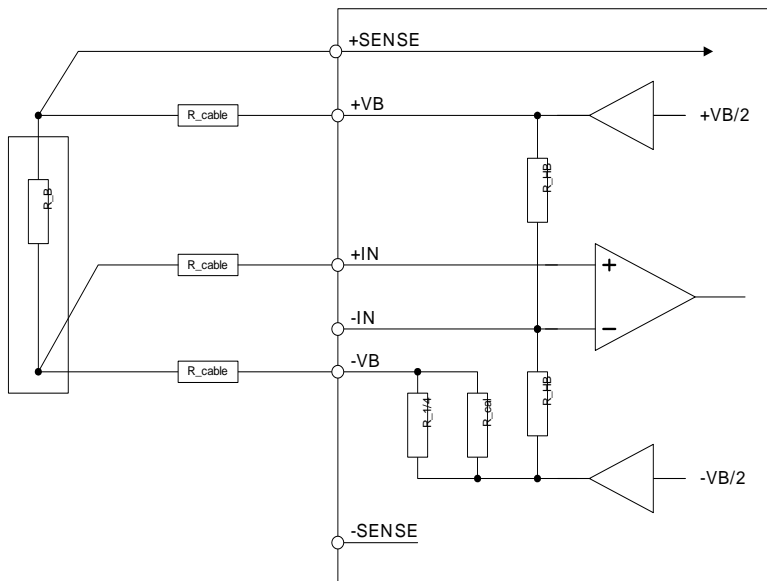 +SENSE
R_cable
+VB
+VB/2
R_HB
R_B
R_cable
+IN
+
-IN
−
R_cable
-VB
R_1/4
R_cal
R_HB
-VB/2
-SENSE